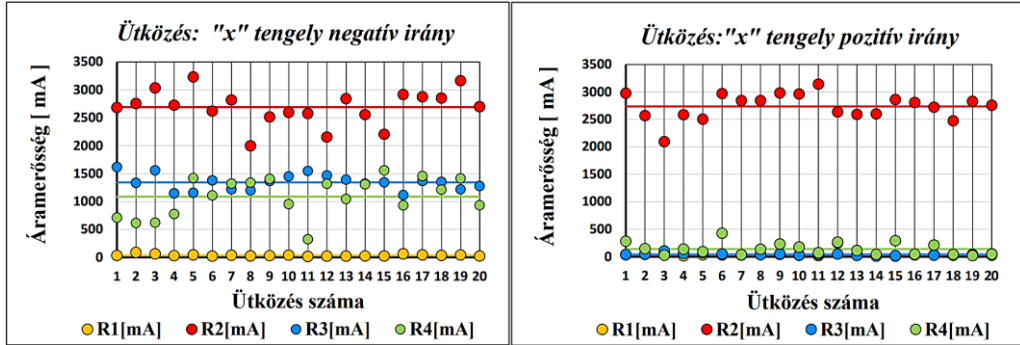 Ütközés: "x" tengely negatív irány
Áramerősség [ mA ]
3500
3000
2500
2000
1500
1000
500
0
1 2 3 4 5 6 7 8 9 10 11 12 13 14 15 16 17 18 19 20
Ütközés száma
R1[mA] R2[mA] R3[mA] R4[mA]
Ütközés:"x" tengely pozitív irány
Áramerősség [ mA ]
3500
3000
2500
2000
1500
1000
500
0
1 2 3 4 5 6 7 8 9 10 11 12 13 14 15 16 17 18 19 20
Ütközés száma
R1[mA] R2[mA] R3[mA] R4[mA]